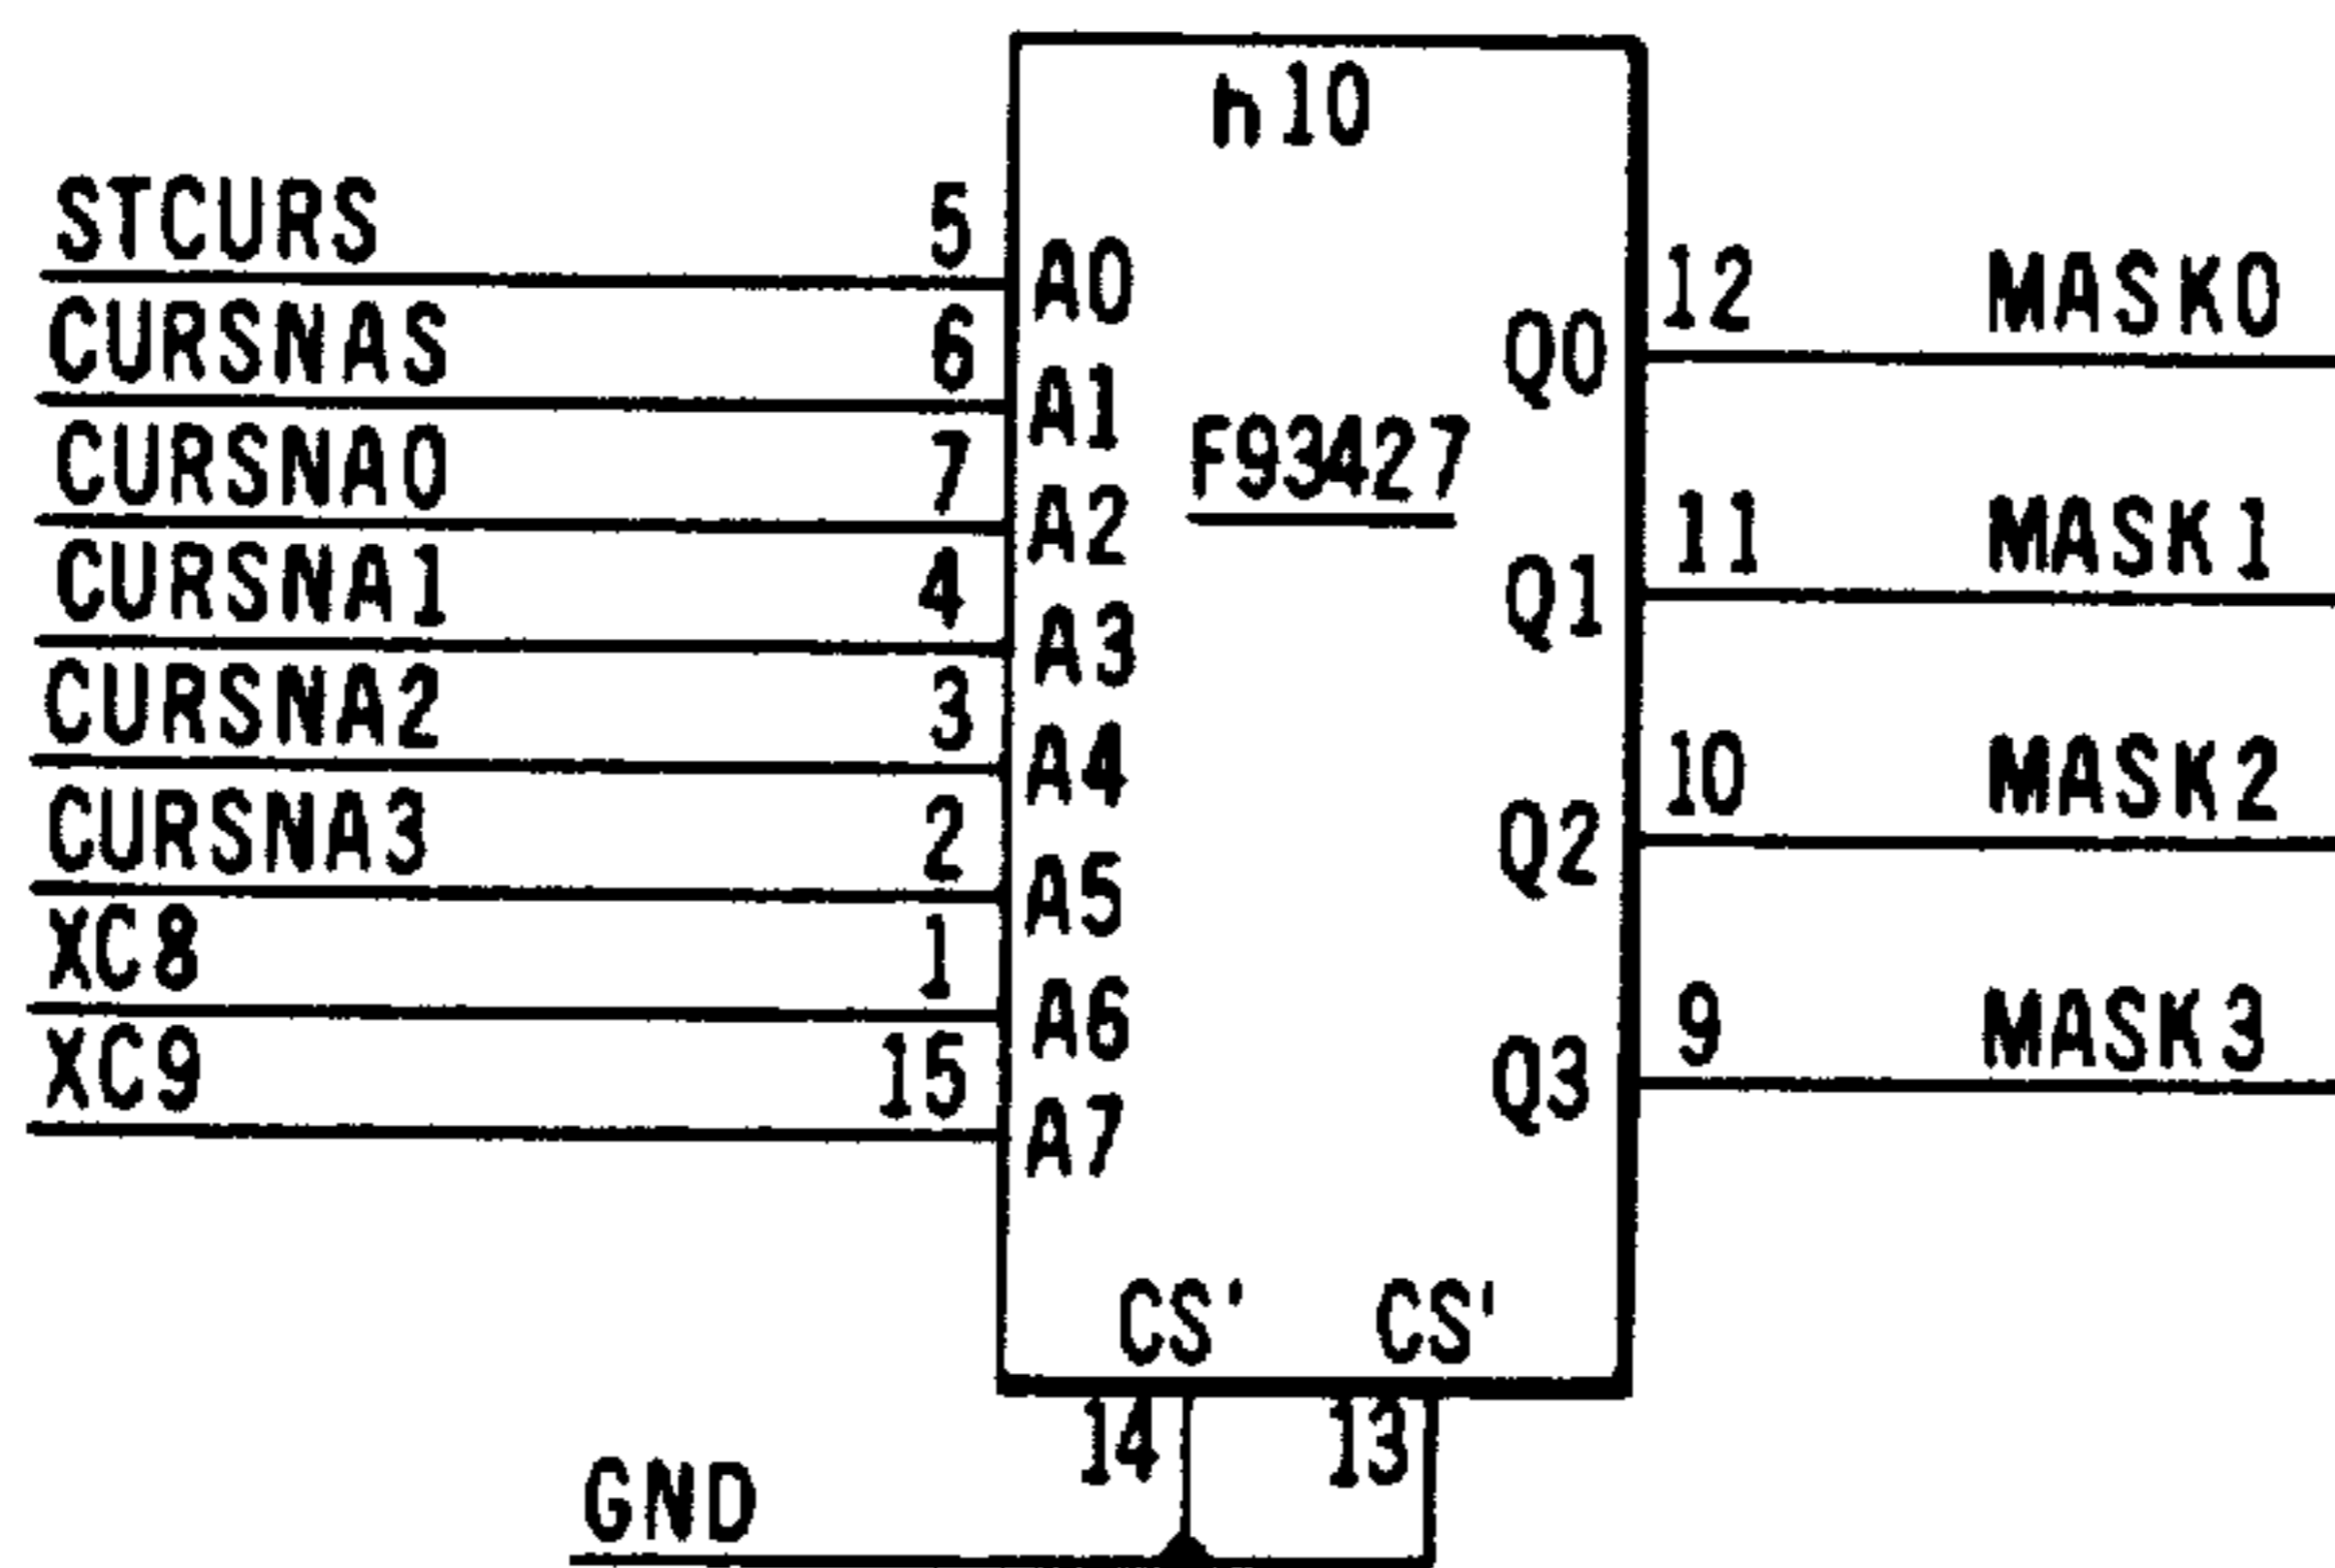 h10
STCURS 5 A0
12 MASK0
CURSNAS 6 A1
Q0
CURSNA0 7 A2
F93427
CURSNA1 4 A3
11 MASK1
Q1
CURSNA2 3 A4
10 MASK2
CURSNA3 2 A5
Q2
XC8 1 A6
9 MASK3
XC9 15 A7
Q3
CS' CS'
14 13
GND